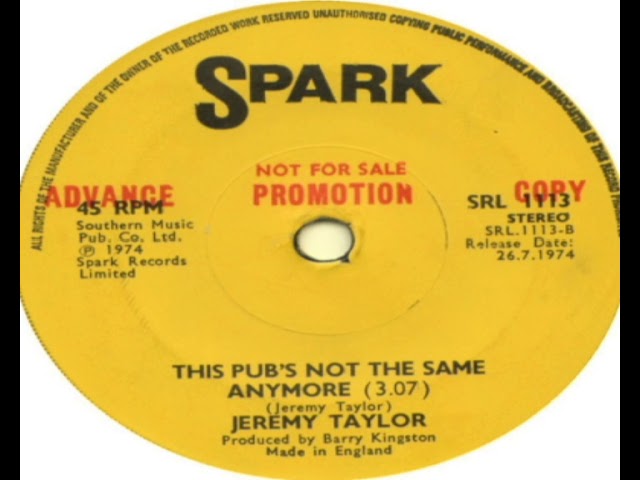 ALL RIGHTS OF THE MANUFACTURER AND OF THE OWNER OF THE RECORDED WORK RESERVED UNAUTHORISED COPYING PUBLIC PERFORMANCE AND BROADCASTING OF THE RECORD
SPARK
NOT FOR SALE
ADVANCE PROMOTION COPY
45 RPM
Southern Music
Pub. Co. Ltd.
℗ 1974
Spark Records
Limited
SRL 1113
STEREO
SRL.1113-B
Release Date:
26.7.1974
THIS PUB'S NOT THE SAME
ANYMORE (3.07)
(Jeremy Taylor)
JEREMY TAYLOR
Produced by Barry Kingston
Made in England